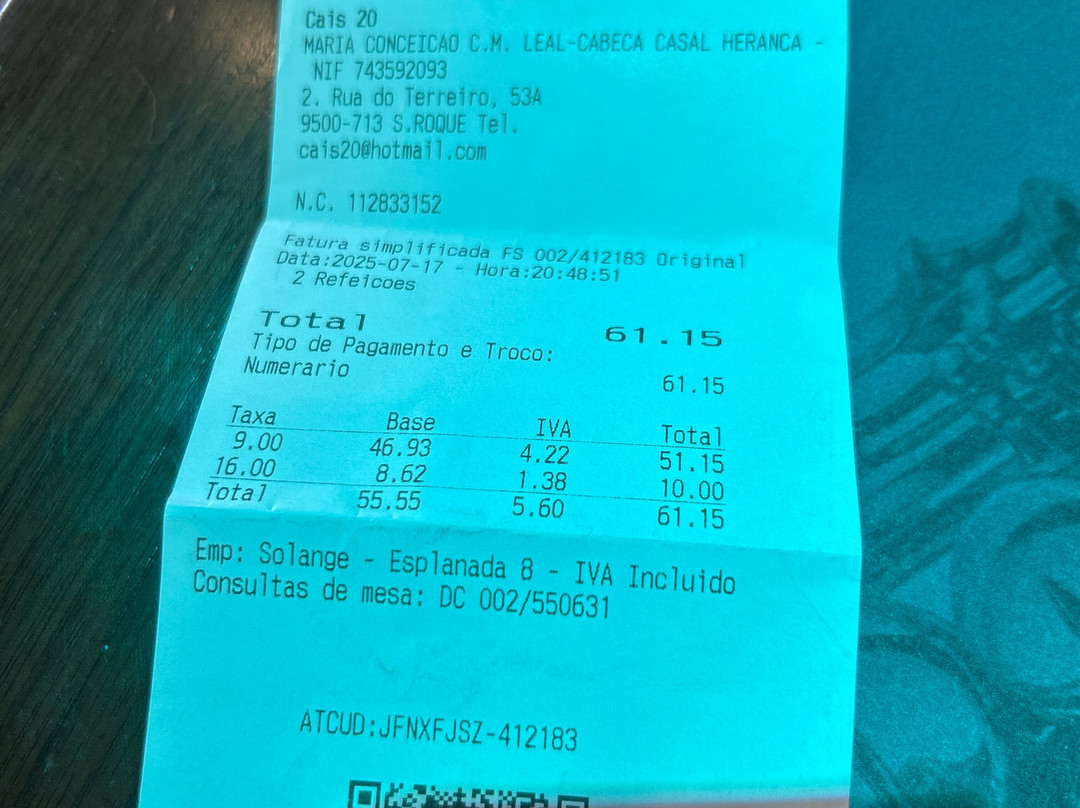 Cais 20
MARIA CONCEICAO C.M. LEAL-CABECA CASAL HERANCA -
NIF 743592093
2. Rua do Terreiro, 53A
9500-713 S.ROQUE Tel.
cais20@hotmail.com
N.C. 112833152
Fatura simplificada FS 002/412183 Original
Data:2025-07-17 - Hora:20:48:51
2 Refeicoes
Total 61.15
Tipo de Pagamento e Troco:
Numerario 61.15
Taxa Base IVA Total
9.00 46.93 4.22 51.15
16.00 8.62 1.38 10.00
Total 55.55 5.60 61.15
Emp: Solange - Esplanada 8 - IVA Incluido
Consultas de mesa: DC 002/550631
ATCUD:JFNXFJSZ-412183